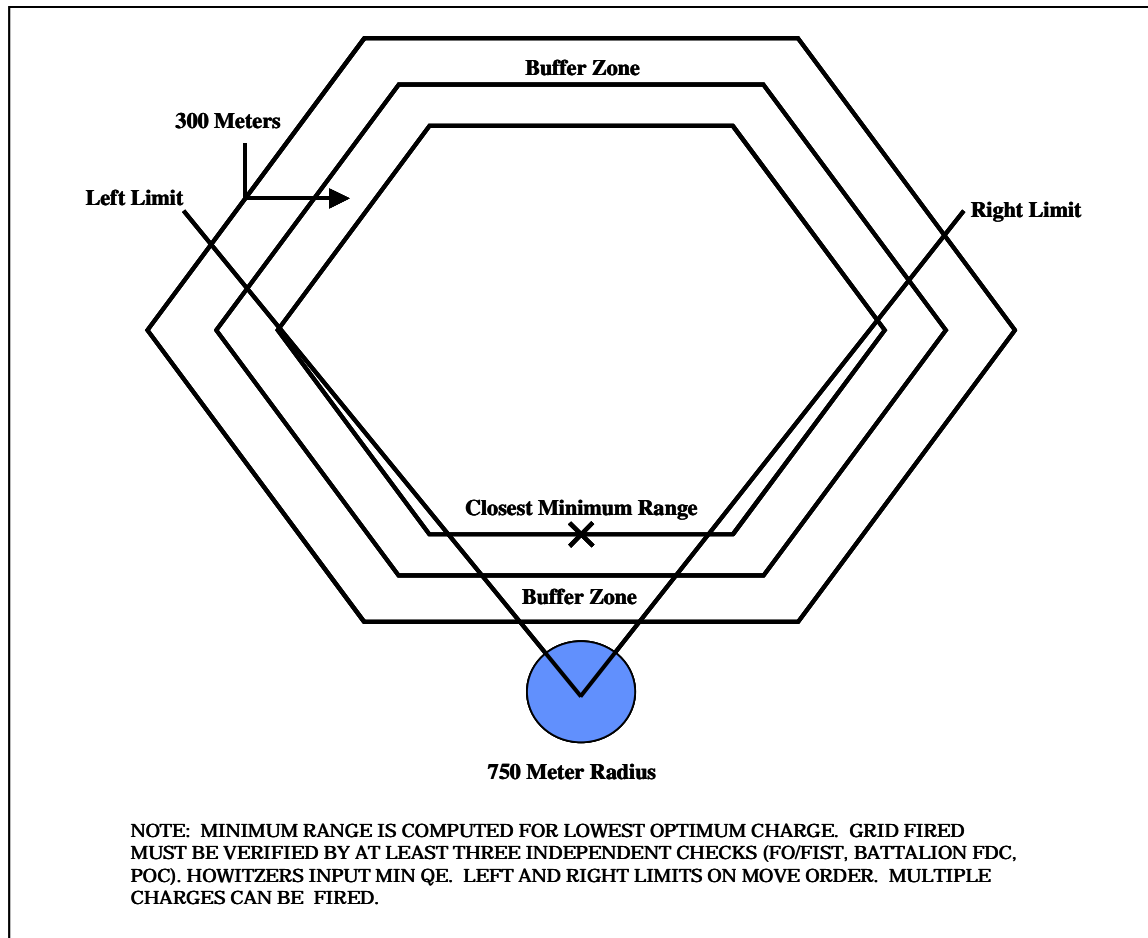 Buffer Zone
300 Meters
Left Limit
Right Limit
Closest Minimum Range
Buffer Zone
750 Meter Radius
NOTE:  MINIMUM RANGE IS COMPUTED FOR LOWEST OPTIMUM CHARGE.  GRID FIRED
MUST BE VERIFIED BY AT LEAST THREE INDEPENDENT CHECKS (FO/FIST, BATTALION FDC,
POC). HOWITZERS INPUT MIN QE.  LEFT AND RIGHT LIMITS ON MOVE ORDER.  MULTIPLE
CHARGES CAN BE  FIRED.